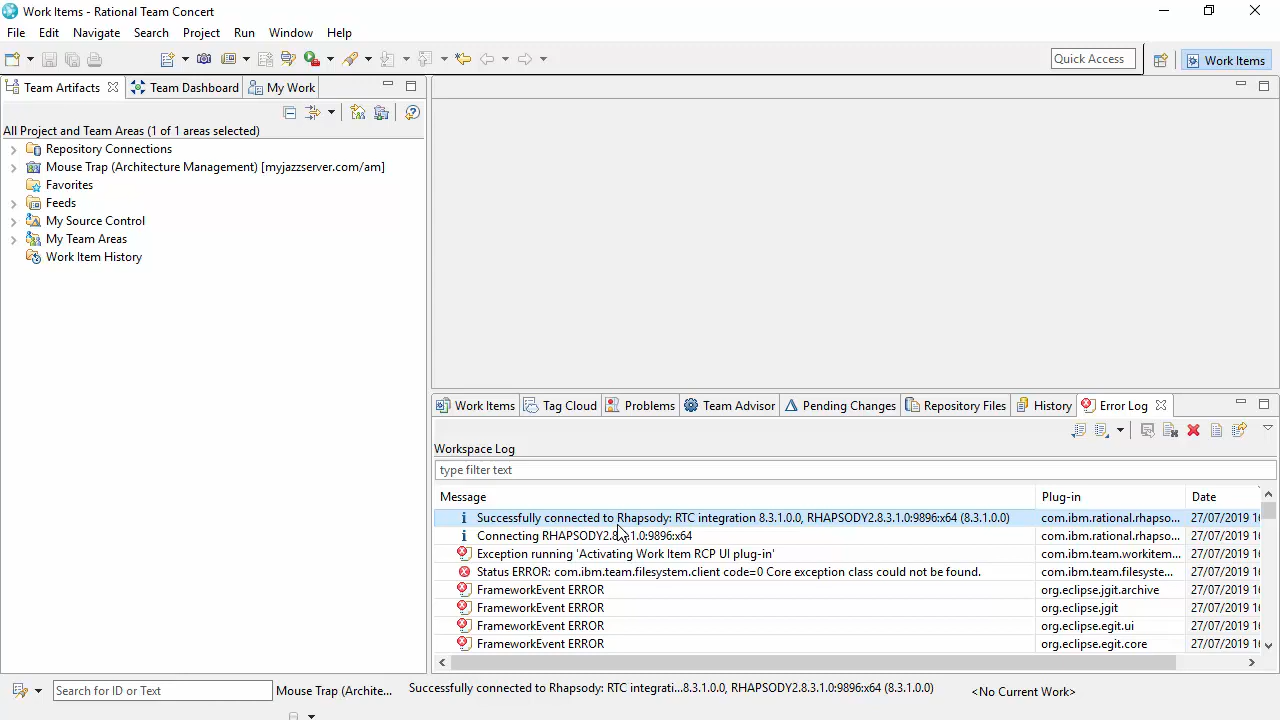 Work Items - Rational Team Concert
File Edit Navigate Search Project Run Window Help
Quick Access
Work Items
Team Artifacts Team Dashboard My Work
All Project and Team Areas (1 of 1 areas selected)
Repository Connections
Mouse Trap (Architecture Management) [myjazzserver.com/am]
Favorites
Feeds
My Source Control
My Team Areas
Work Item History
Work Items Tag Cloud Problems Team Advisor Pending Changes Repository Files History Error Log
Workspace Log
type filter text
Message Plug-in Date
Successfully connected to Rhapsody: RTC integration 8.3.1.0.0, RHAPSODY2.8.3.1.0:9896:x64 (8.3.1.0.0) com.ibm.rational.rhapso... 27/07/2019
Connecting RHAPSODY2.8.3.1.0:9896:x64 com.ibm.rational.rhapso... 27/07/2019
Exception running 'Activating Work Item RCP UI plug-in' com.ibm.team.workitem... 27/07/2019
Status ERROR: com.ibm.team.filesystem.client code=0 Core exception class could not be found. com.ibm.team.filesyste... 27/07/2019
FrameworkEvent ERROR org.eclipse.jgit.archive 27/07/2019
FrameworkEvent ERROR org.eclipse.jgit 27/07/2019
FrameworkEvent ERROR org.eclipse.egit.ui 27/07/2019
FrameworkEvent ERROR org.eclipse.egit.core 27/07/2019
Search for ID or Text
Mouse Trap (Archite...
Successfully connected to Rhapsody: RTC integrati...8.3.1.0.0, RHAPSODY2.8.3.1.0:9896:x64 (8.3.1.0.0)
<No Current Work>